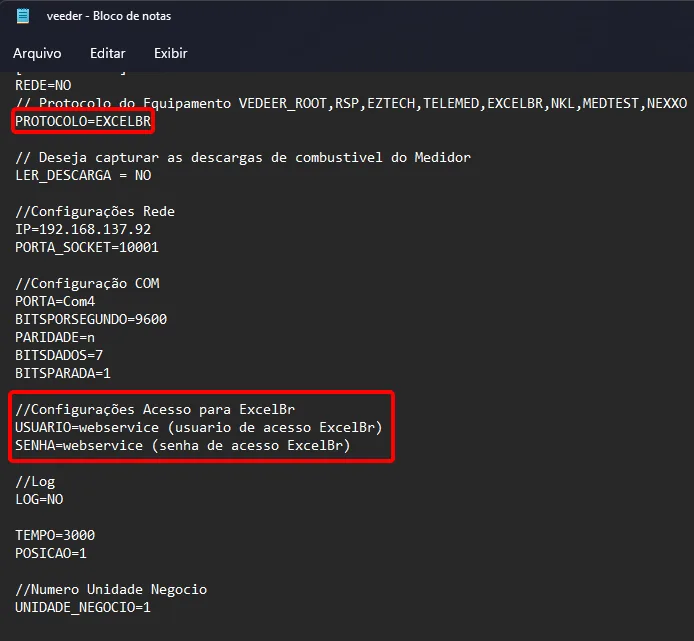 veeder - Bloco de notas
Arquivo Editar Exibir
REDE=NO
// Protocolo do Equipamento VEDEER_ROOT,RSP,EZTECH,TELEMED,EXCELBR,NKL,MEDTEST,NEXXO
PROTOCOLO=EXCELBR
// Deseja capturar as descargas de combustivel do Medidor
LER_DESCARGA = NO
//Configurações Rede
IP=192.168.137.92
PORTA_SOCKET=10001
//Configuração COM
PORTA=Com4
BITSPORSEGUNDO=9600
PARIDADE=n
BITSDADOS=7
BITSPARADA=1
//Configurações Acesso para ExcelBr
USUARIO=webservice (usuario de acesso ExcelBr)
SENHA=webservice (senha de acesso ExcelBr)
//Log
LOG=NO
TEMPO=3000
POSICAO=1
//Numero Unidade Negocio
UNIDADE_NEGOCIO=1